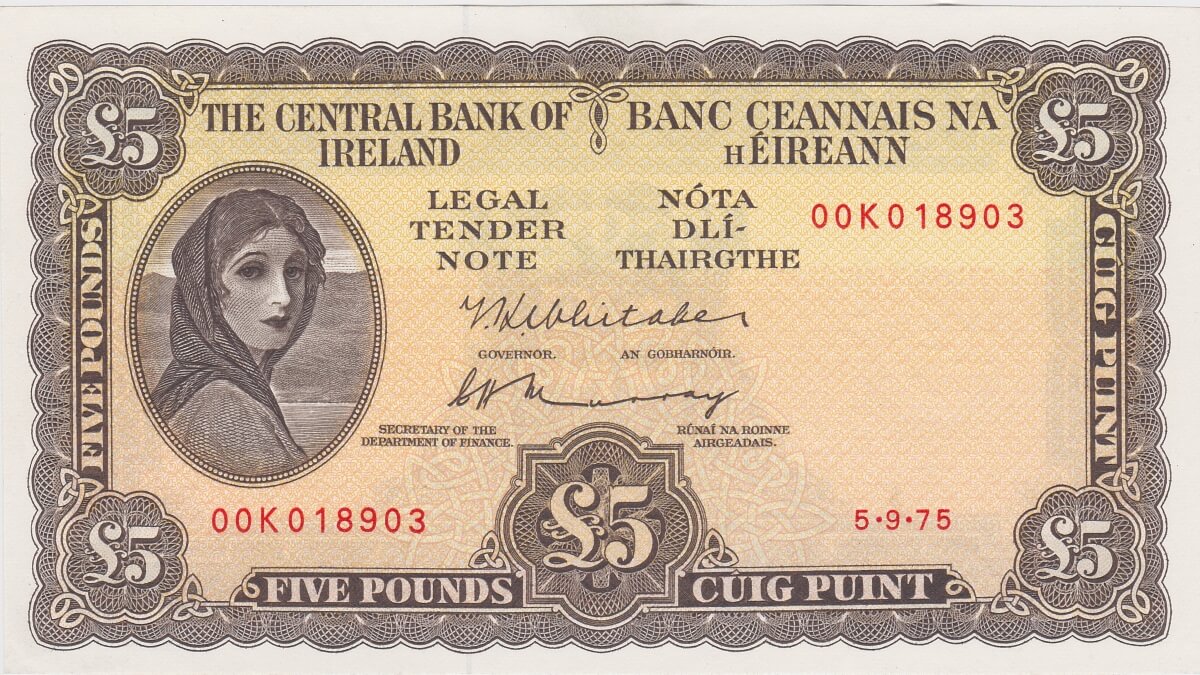 £5
£5
THE CENTRAL BANK OF IRELAND
BANC CEANNAIS NA hÉIREANN
LEGAL TENDER NOTE
NÓTA DLÍ-THAIRGTHE
00K018903
T.K. Whitaker
GOVERNOR.
AN GOBHARNÓIR.
C H Murray
SECRETARY OF THE DEPARTMENT OF FINANCE.
RÚNAÍ NA ROINNE AIRGEADAIS.
FIVE POUNDS
CÚIG PUINT
00K018903
£5
5·9·75
£5
£5
FIVE POUNDS
CÚIG PUINT